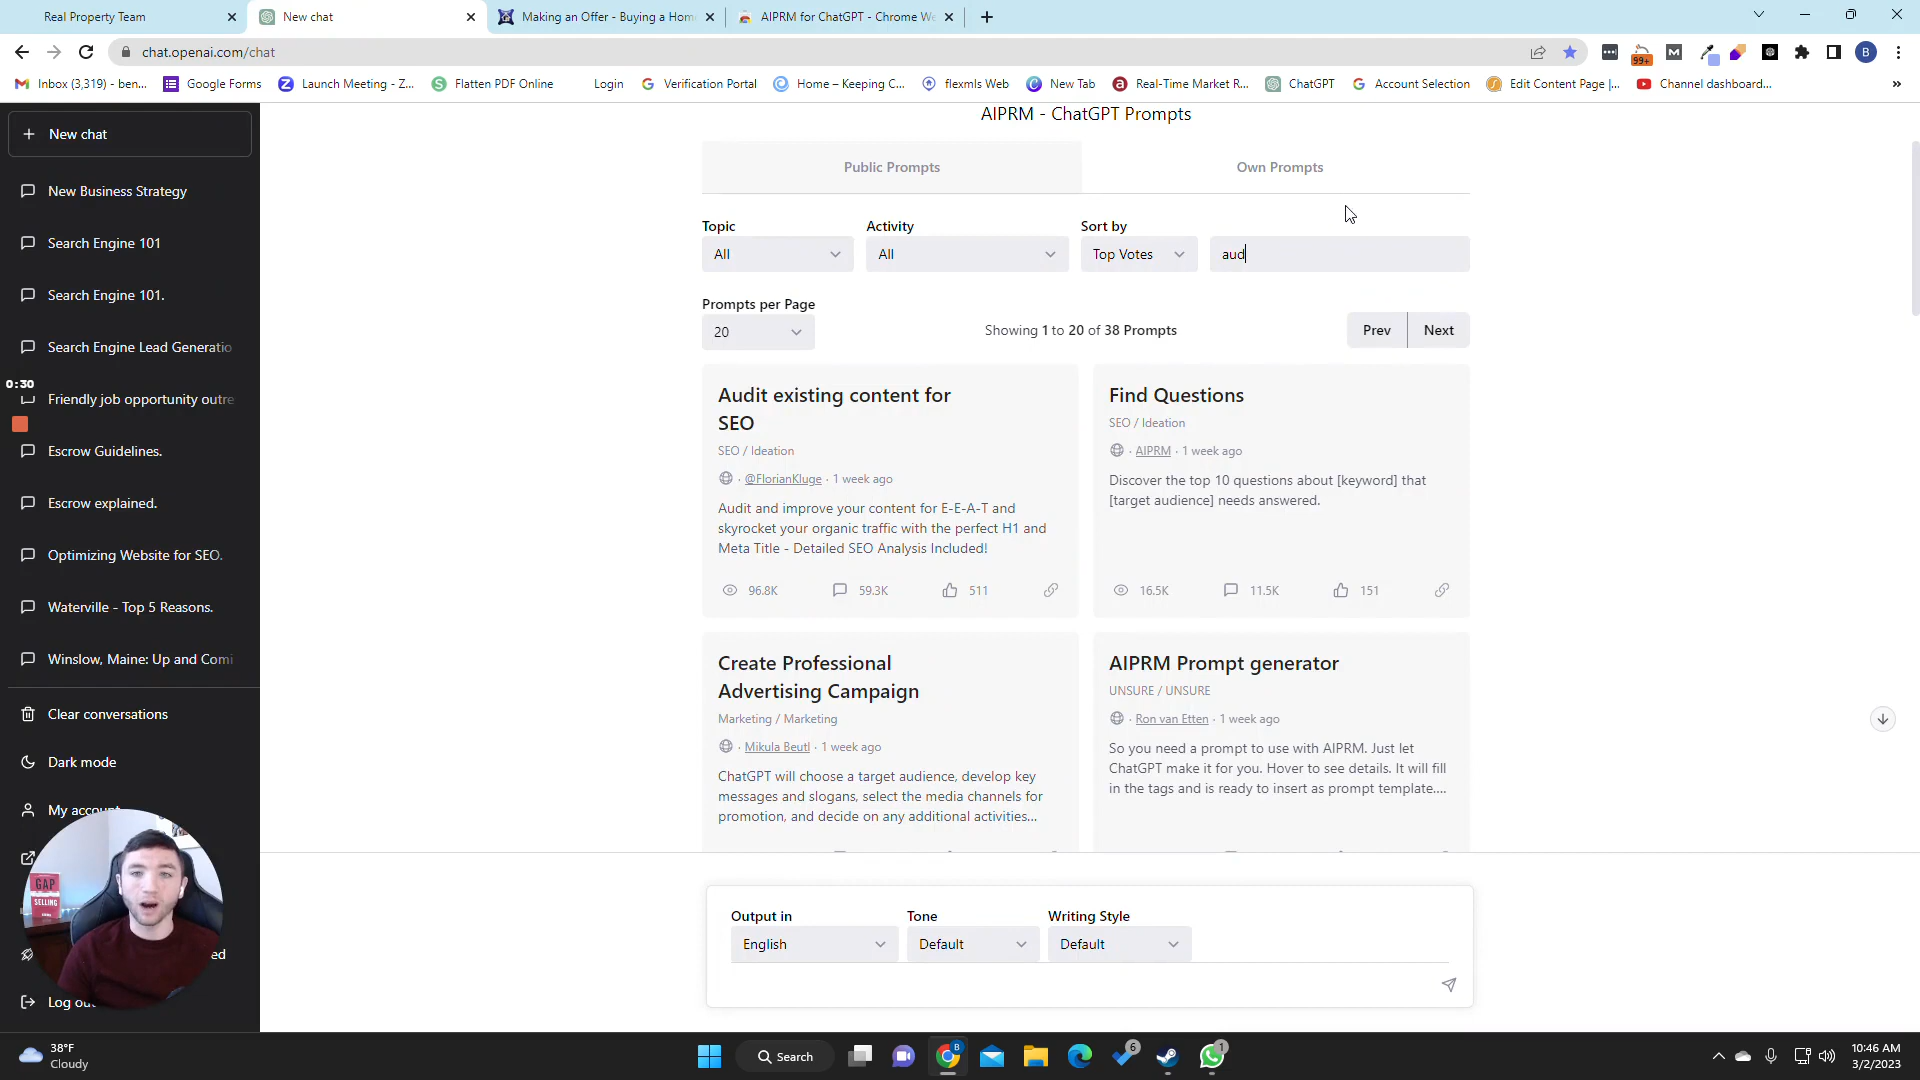 Real Property Team
New chat
Making an Offer - Buying a Hom
AIPRM for ChatGPT - Chrome We
chat.openai.com/chat
99+
B
Inbox (3,319) - ben...
Google Forms
Launch Meeting - Z...
Flatten PDF Online
Login
Verification Portal
Home – Keeping C...
flexmls Web
New Tab
Real-Time Market R...
ChatGPT
Account Selection
Edit Content Page |...
Channel dashboard...
»
New chat
New Business Strategy
Search Engine 101
Search Engine 101.
Search Engine Lead Generatio
0:30
Friendly job opportunity outre
Escrow Guidelines.
Escrow explained.
Optimizing Website for SEO.
Waterville - Top 5 Reasons.
Winslow, Maine: Up and Comi
Clear conversations
Dark mode
My accou
GAP
SELLING
ed
Log ou
AIPRM - ChatGPT Prompts
Public Prompts
Own Prompts
Topic
Activity
Sort by
All
All
Top Votes
aud
Prompts per Page
20
Showing 1 to 20 of 38 Prompts
Prev
Next
Audit existing content for
SEO
SEO / Ideation
· @FlorianKluge · 1 week ago
Audit and improve your content for E-E-A-T and
skyrocket your organic traffic with the perfect H1 and
Meta Title - Detailed SEO Analysis Included!
96.8K
59.3K
511
Find Questions
SEO / Ideation
· AIPRM · 1 week ago
Discover the top 10 questions about [keyword] that
[target audience] needs answered.
16.5K
11.5K
151
Create Professional
Advertising Campaign
Marketing / Marketing
· Mikula Beutl · 1 week ago
ChatGPT will choose a target audience, develop key
messages and slogans, select the media channels for
promotion, and decide on any additional activities...
AIPRM Prompt generator
UNSURE / UNSURE
· Ron van Etten · 1 week ago
So you need a prompt to use with AIPRM. Just let
ChatGPT make it for you. Hover to see details. It will fill
in the tags and is ready to insert as prompt template....
Output in
Tone
Writing Style
English
Default
Default
38°F
Cloudy
Search
B
6
1
10:46 AM
3/2/2023